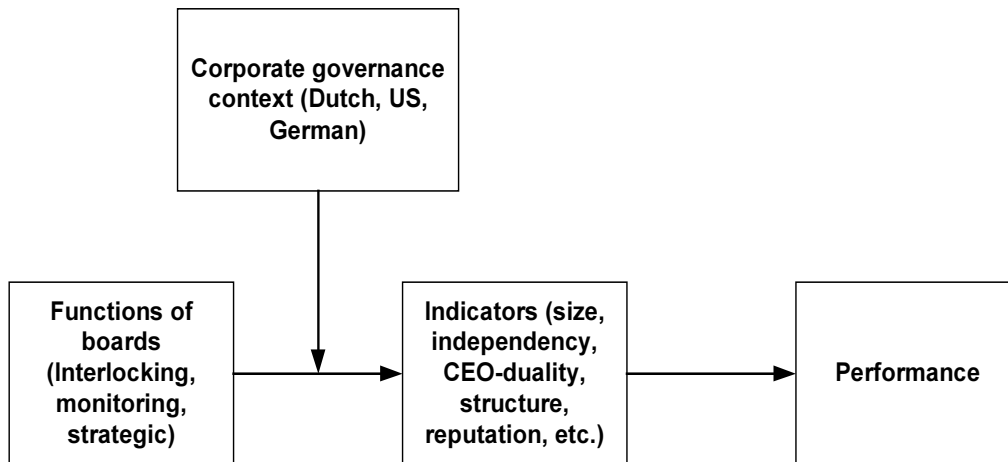 Corporate governance
context (Dutch, US,
German)
Functions of
boards
(Interlocking,
monitoring,
strategic)
Indicators (size,
independency,
CEO-duality,
structure,
reputation, etc.)
Performance